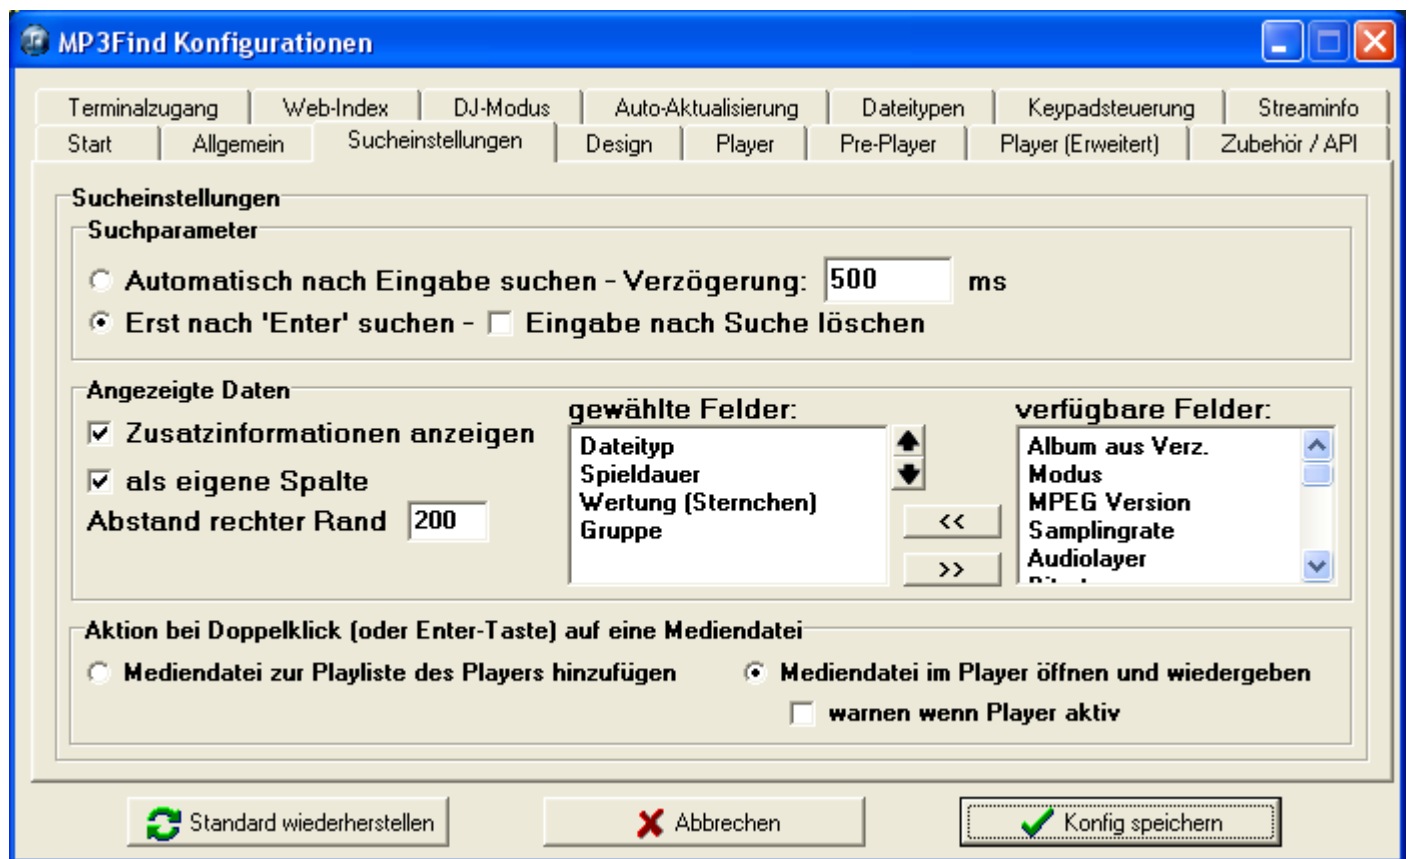 MP3Find Konfigurationen
Terminalzugang Web-Index DJ-Modus Auto-Aktualisierung Dateitypen Keypadsteuerung Streaminfo
Start Allgemein Sucheinstellungen Design Player Pre-Player Player (Erweitert) Zubehör / API
Sucheinstellungen
Suchparameter
Automatisch nach Eingabe suchen - Verzögerung: 500 ms
Erst nach 'Enter' suchen - Eingabe nach Suche löschen
Angezeigte Daten
Zusatzinformationen anzeigen
als eigene Spalte
Abstand rechter Rand 200
gewählte Felder:
Dateityp
Spieldauer
Wertung (Sternchen)
Gruppe
<<
>>
verfügbare Felder:
Album aus Verz.
Modus
MPEG Version
Samplingrate
Audiolayer
Aktion bei Doppelklick (oder Enter-Taste) auf eine Mediendatei
Mediendatei zur Playliste des Players hinzufügen
Mediendatei im Player öffnen und wiedergeben
warnen wenn Player aktiv
Standard wiederherstellen Abbrechen Konfig speichern